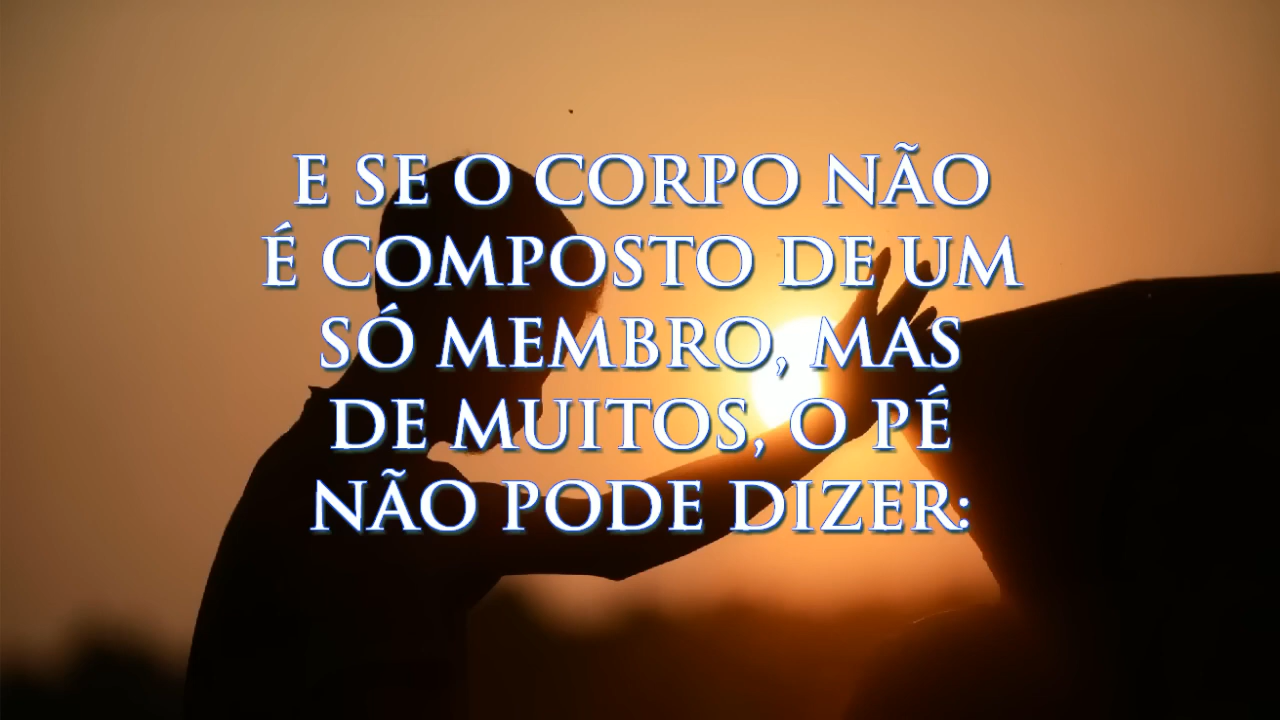 E SE O CORPO NÃO
É COMPOSTO DE UM
SÓ MEMBRO, MAS
DE MUITOS, O PÉ
NÃO PODE DIZER: